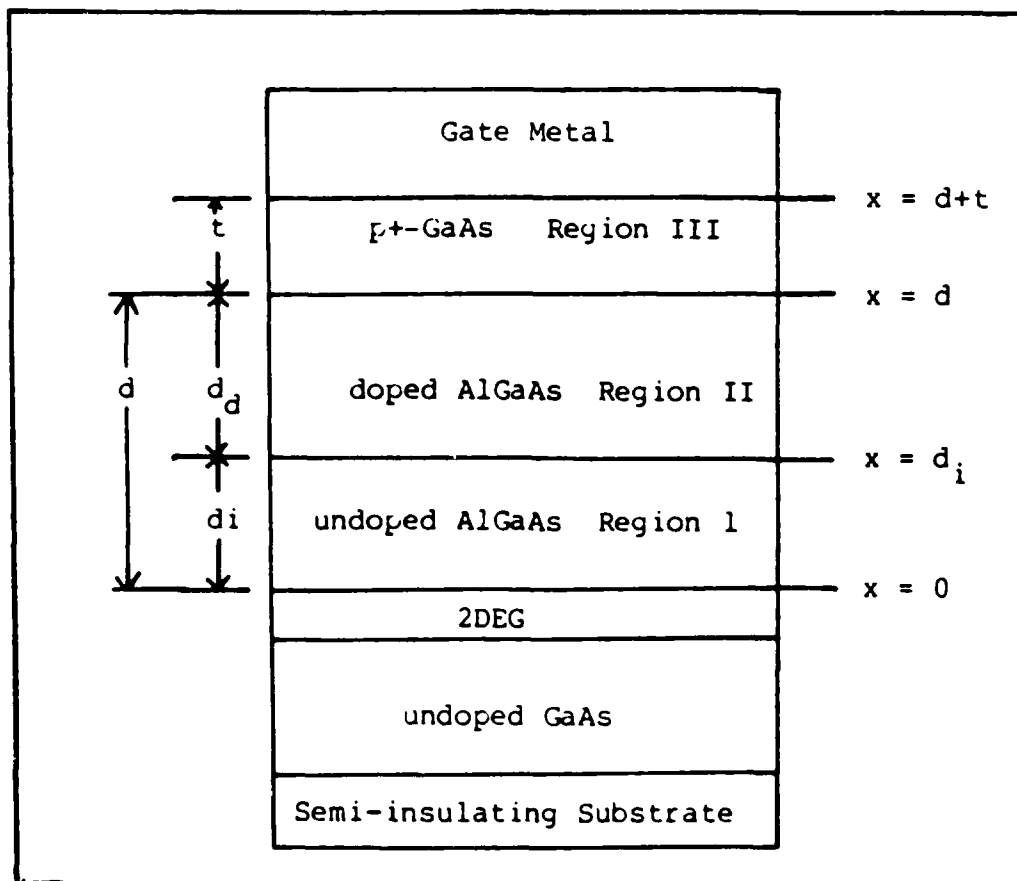 Gate Metal
x = d+t
t
p+-GaAs Region III
x = d
d
d_d
doped AlGaAs Region II
x = d_i
di
undoped AlGaAs Region 1
x = 0
2DEG
undoped GaAs
Semi-insulating Substrate